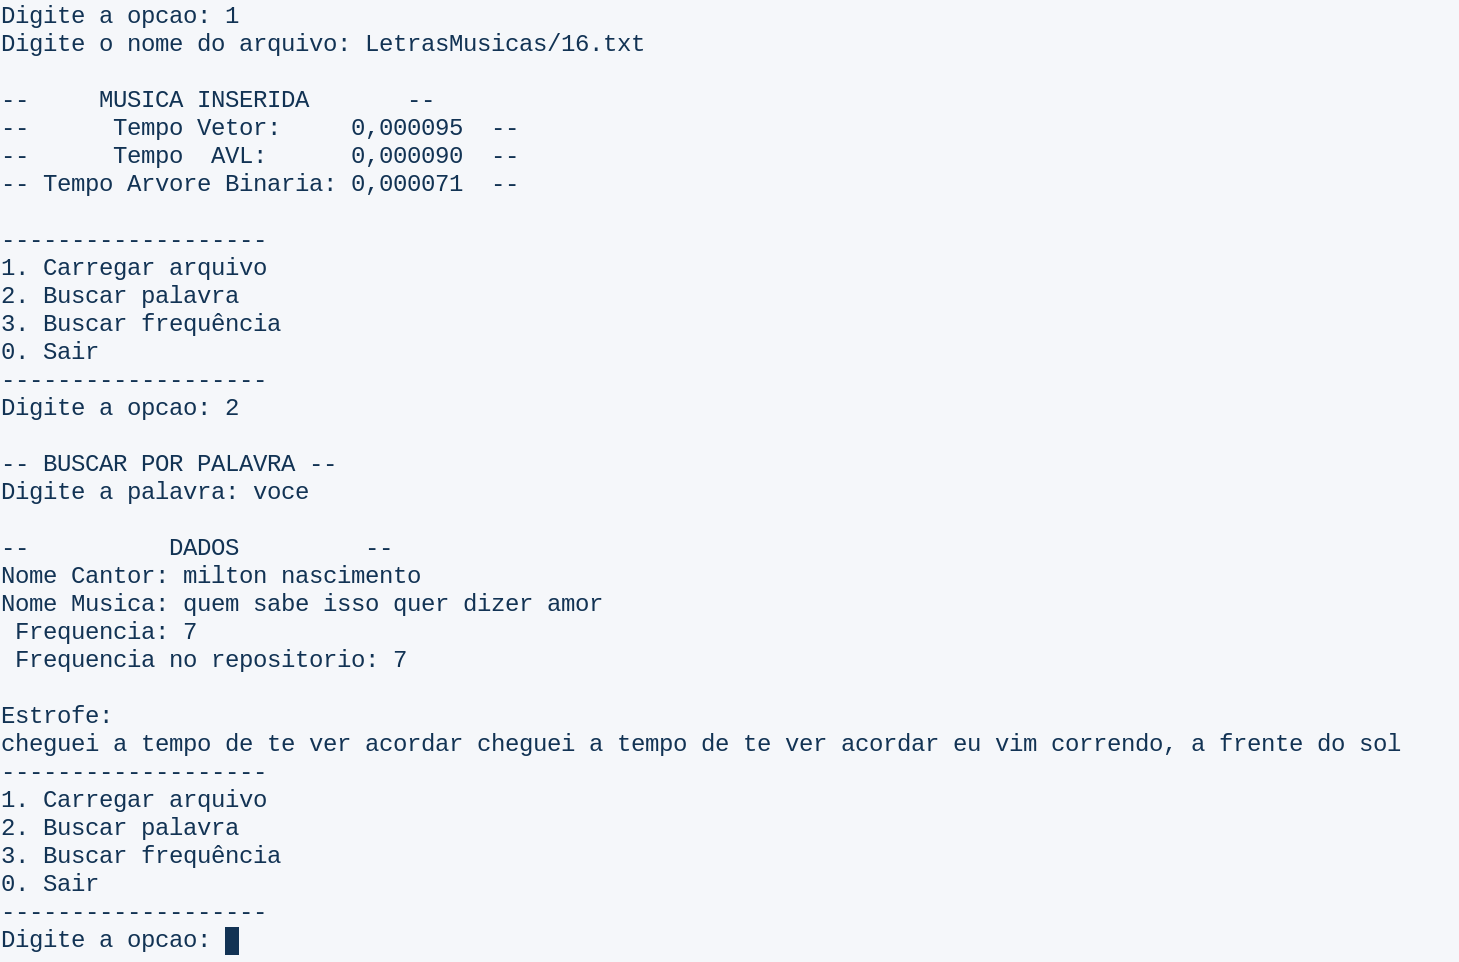 Digite a opcao: 1
Digite o nome do arquivo: LetrasMusicas/16.txt
--     MUSICA INSERIDA       --
--      Tempo Vetor:     0,000095  --
--      Tempo  AVL:      0,000090  --
-- Tempo Arvore Binaria: 0,000071  --
-------------------
1. Carregar arquivo
2. Buscar palavra
3. Buscar frequência
0. Sair
-------------------
Digite a opcao: 2
-- BUSCAR POR PALAVRA --
Digite a palavra: voce
--          DADOS         --
Nome Cantor: milton nascimento
Nome Musica: quem sabe isso quer dizer amor
 Frequencia: 7
 Frequencia no repositorio: 7
Estrofe:
cheguei a tempo de te ver acordar cheguei a tempo de te ver acordar eu vim correndo, a frente do sol
-------------------
1. Carregar arquivo
2. Buscar palavra
3. Buscar frequência
0. Sair
-------------------
Digite a opcao: